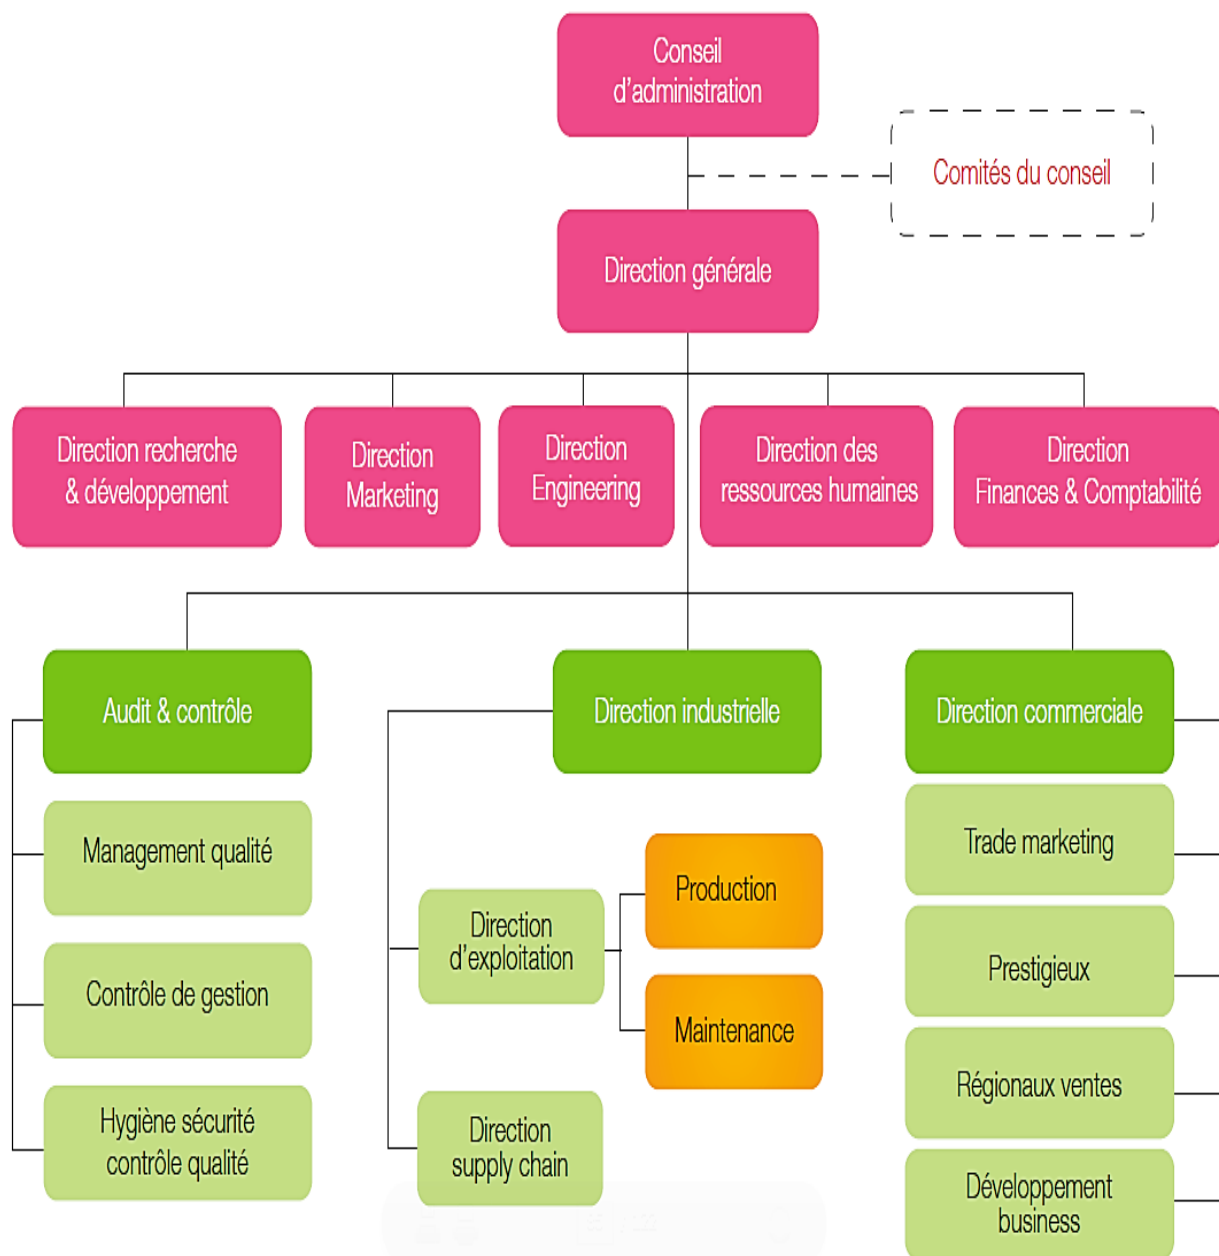 Conseil
d'administration
Comités du conseil
Direction générale
Direction recherche
& développement
Direction
Marketing
Direction
Engineering
Direction des
ressources humaines
Direction
Finances & Comptabilité
Audit & contrôle
Management qualité
Contrôle de gestion
Hygiène sécurité
contrôle qualité
Direction industrielle
Direction
d'exploitation
Production
Maintenance
Direction
supply chain
Direction commerciale
Trade marketing
Prestigieux
Régionaux ventes
Développement
business